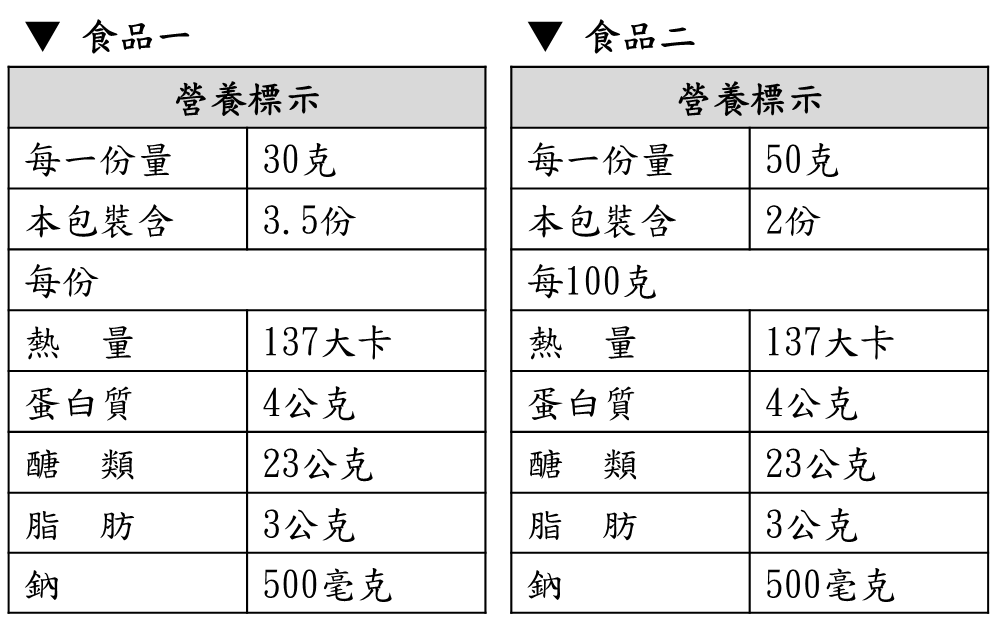 ▼ 食品一
營養標示
每一份量 30克
本包裝含 3.5份
每份
熱 量 137大卡
蛋白質 4公克
醣 類 23公克
脂 肪 3公克
鈉 500毫克
▼ 食品二
營養標示
每一份量 50克
本包裝含 2份
每100克
熱 量 137大卡
蛋白質 4公克
醣 類 23公克
脂 肪 3公克
鈉 500毫克